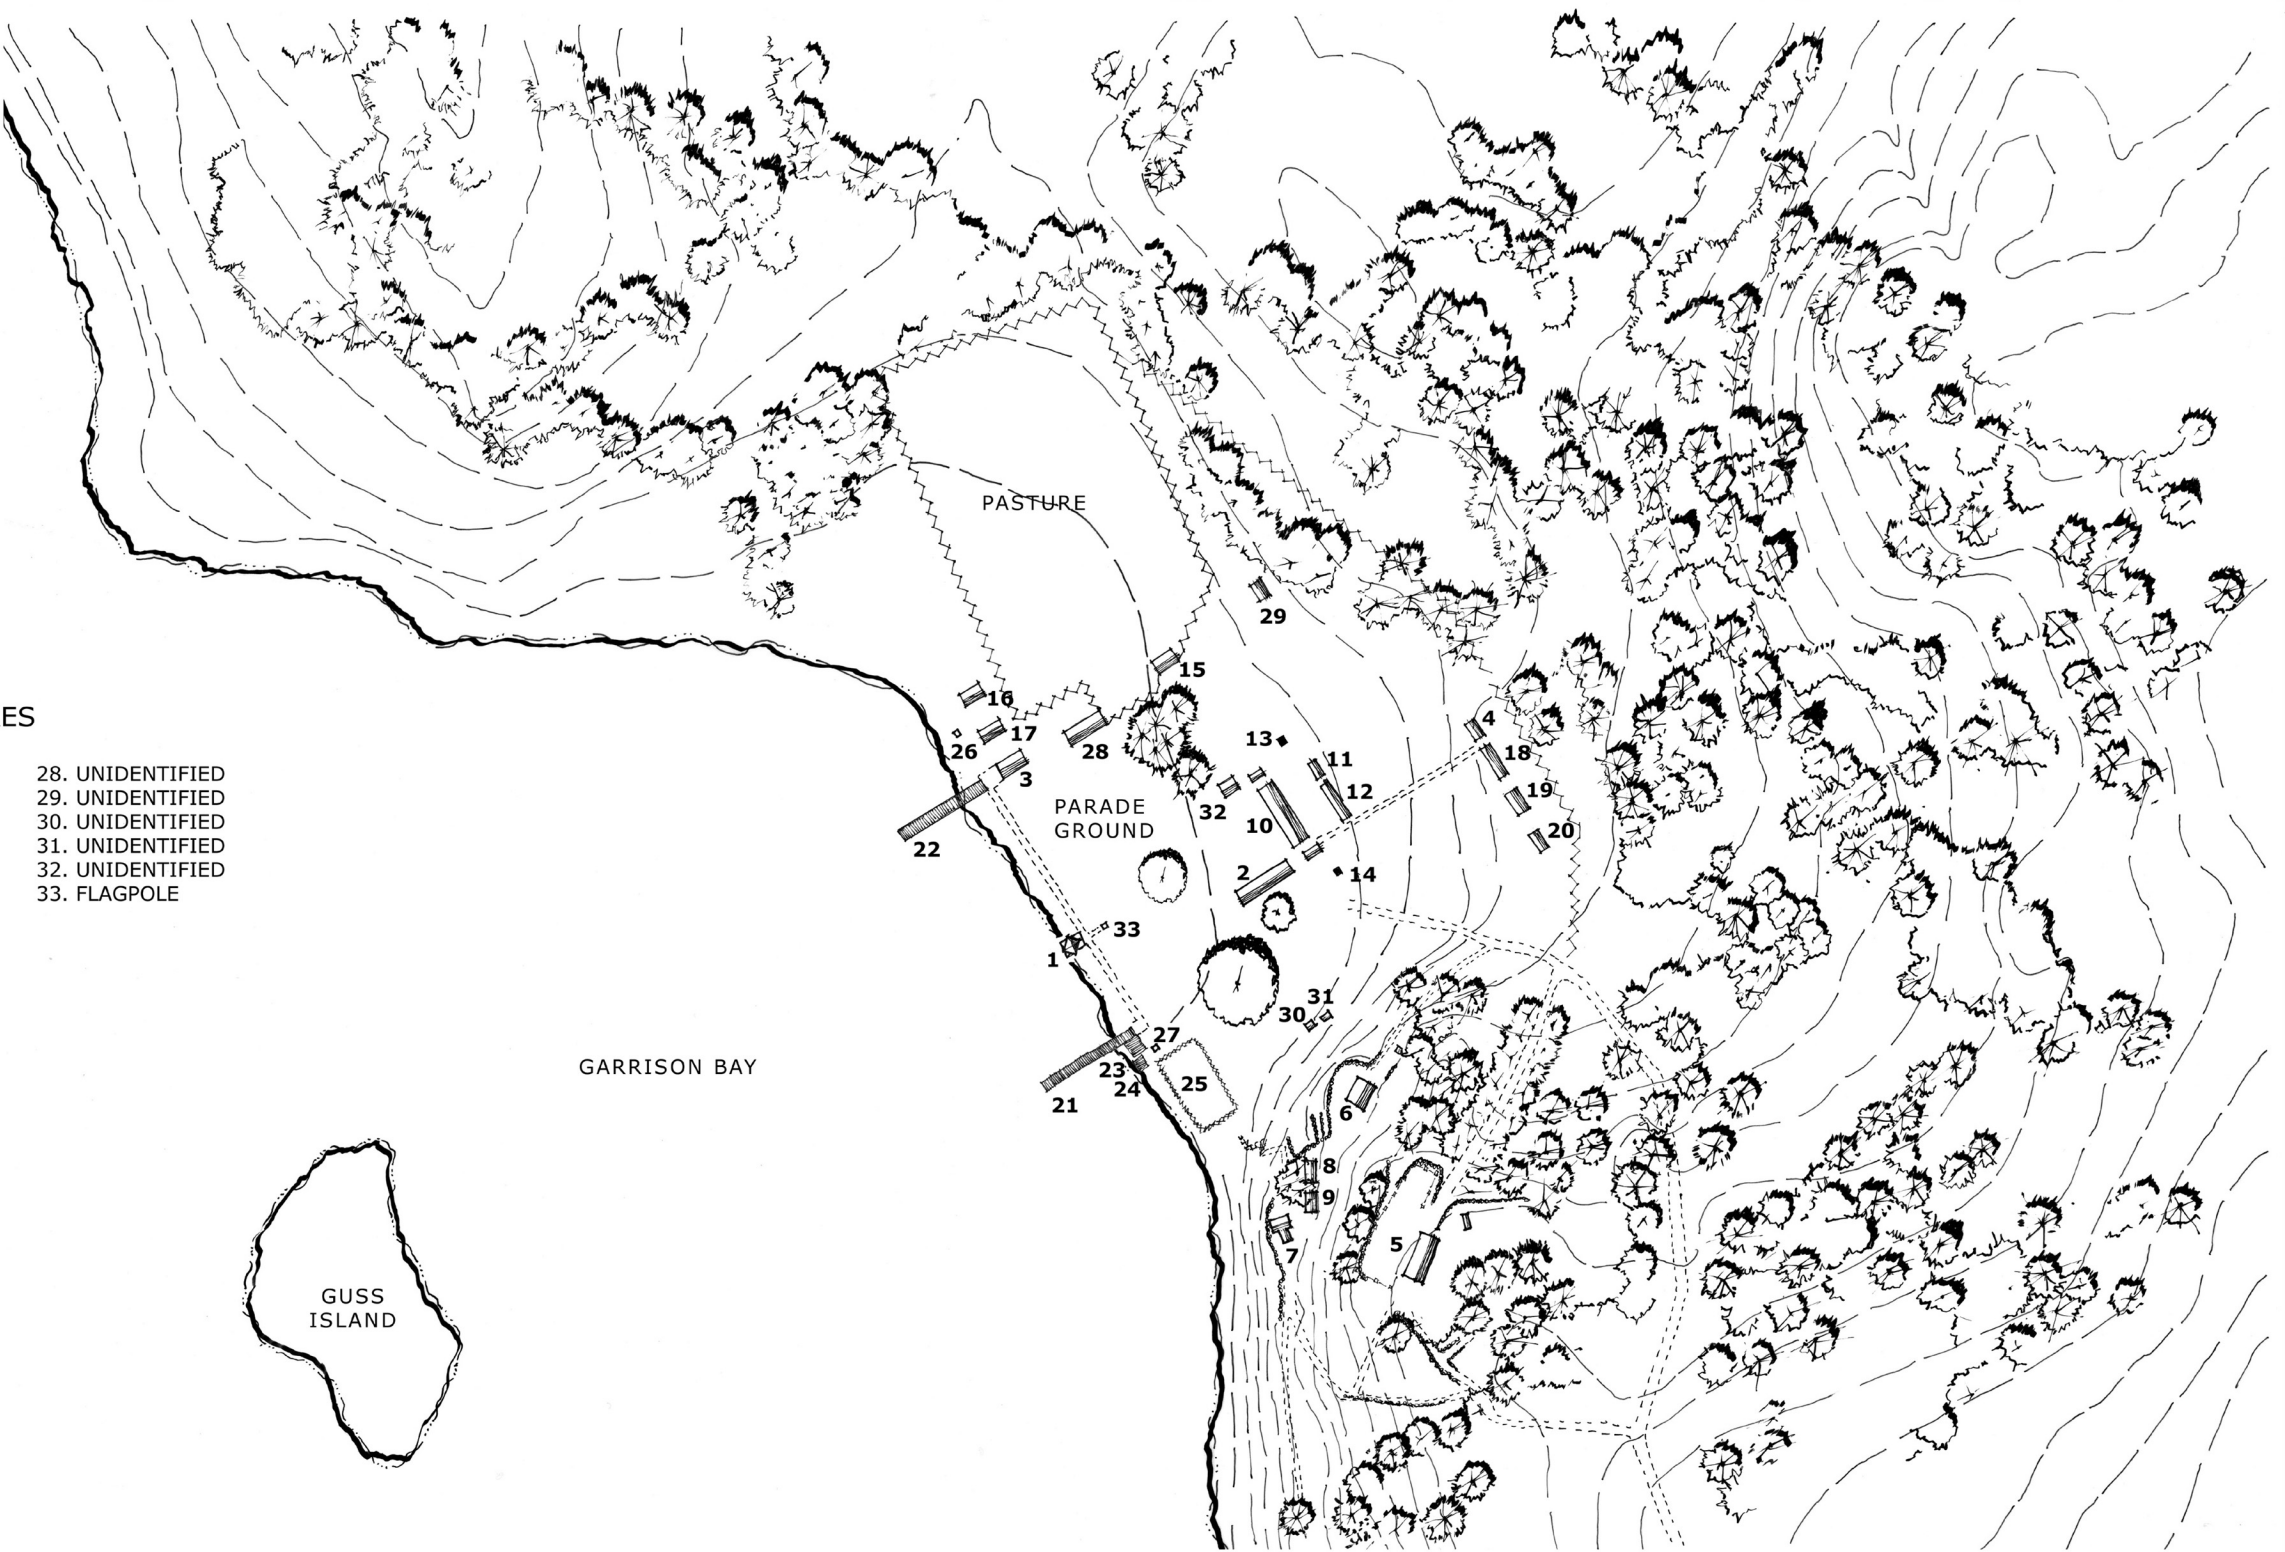 PASTURE
29
15
16
ES
4
26
17
28
13
18
3
11
28. UNIDENTIFIED
29. UNIDENTIFIED
30. UNIDENTIFIED
31. UNIDENTIFIED
32. UNIDENTIFIED
33. FLAGPOLE
12
19
PARADE
GROUND
32
10
20
22
2
14
33
1
31
30
27
GARRISON BAY
23
24
25
21
6
8
9
7
5
GUSS
ISLAND